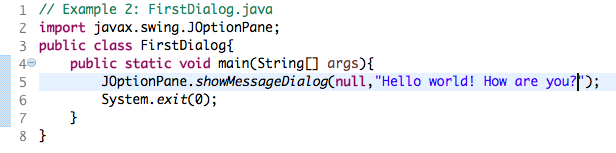 1 // Example 2: FirstDialog.java
2 import javax.swing.JOptionPane;
3 public class FirstDialog{
4 public static void main(String[] args){
5 JOptionPane.showMessageDialog(null,"Hello world! How are you?");
6 System.exit(0);
7 }
8 }